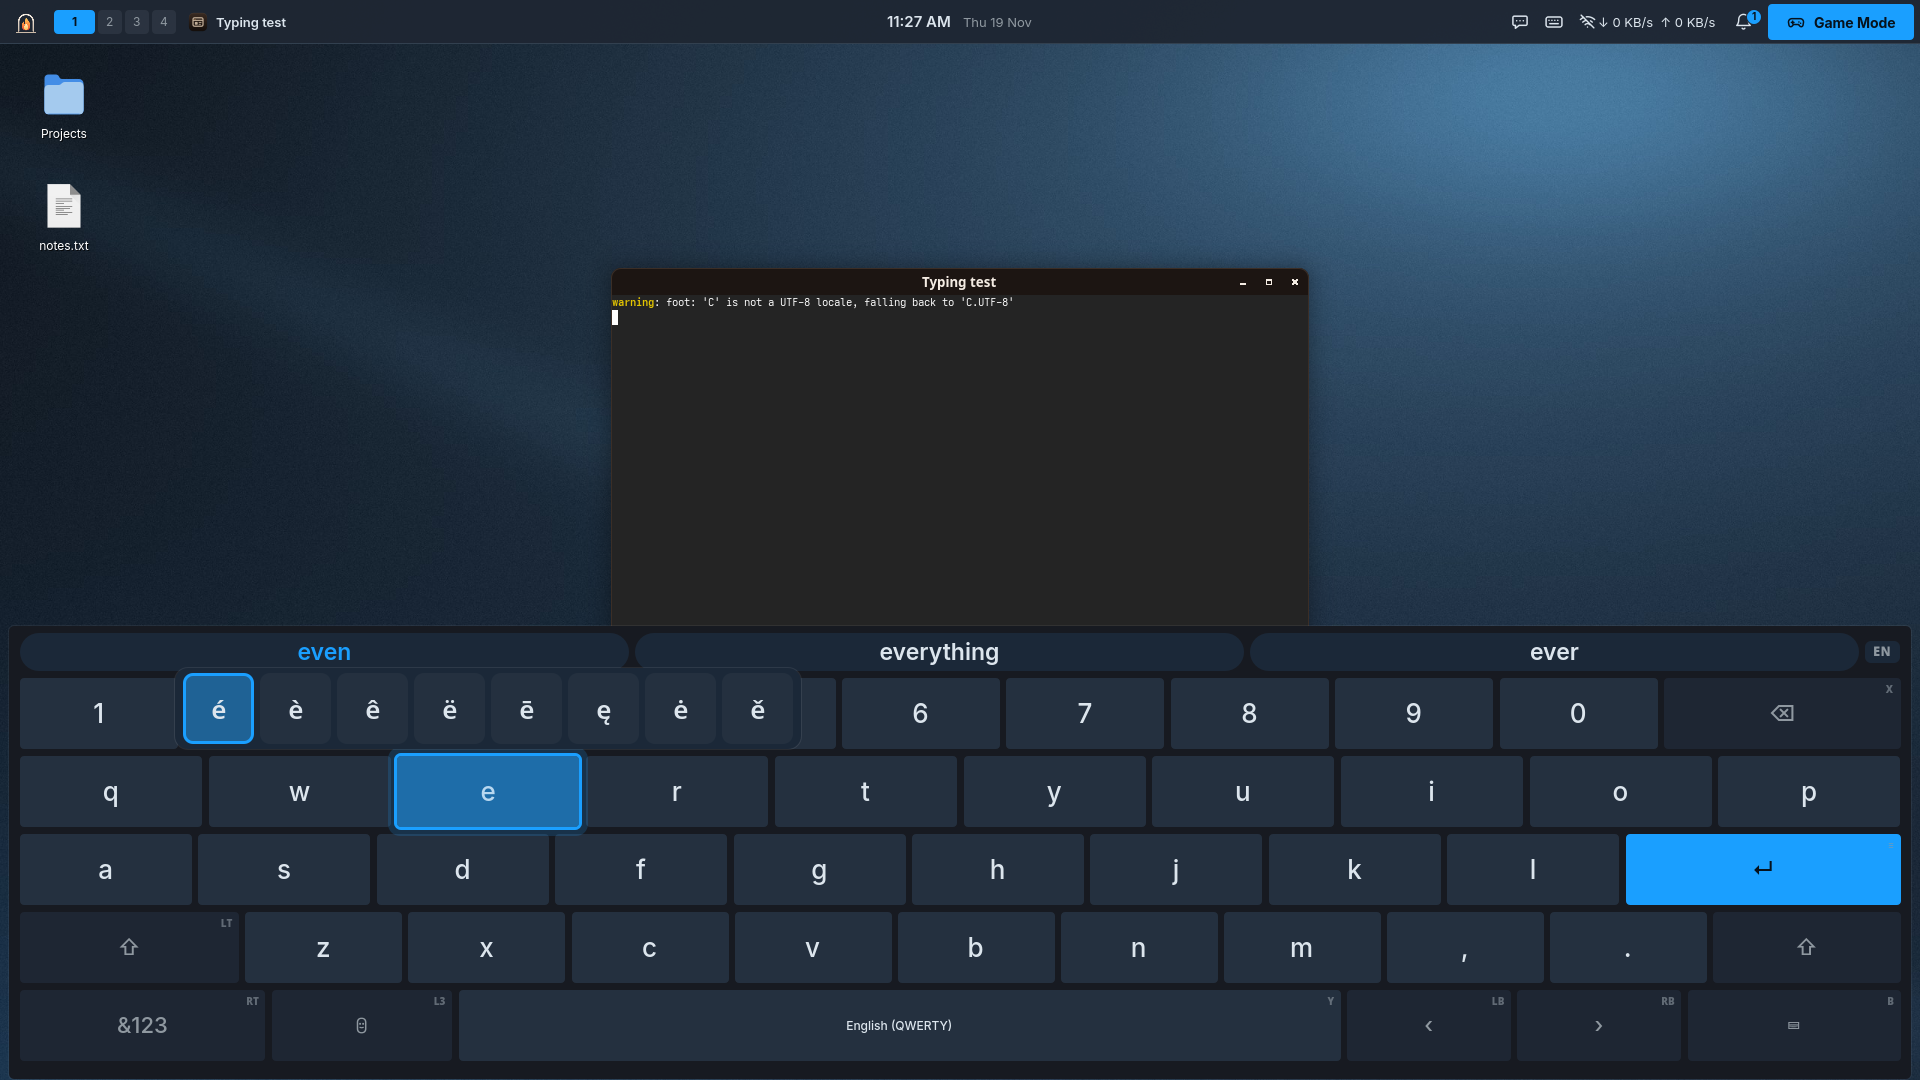 1 2 3 4 Typing test 11:27 AM Thu 19 Nov 0 KB/s 0 KB/s 1 Game Mode
Projects
notes.txt
Typing test
warning: foot: 'C' is not a UTF-8 locale, falling back to 'C.UTF-8'
even everything ever EN
1 é è ê ë ē ę ė ě 6 7 8 9 0 X
q w e r t y u i o p
a s d f g h j k l
LT z x c v b n m , .
&123 RT L3 English (QWERTY) Y ‹ LB › RB B